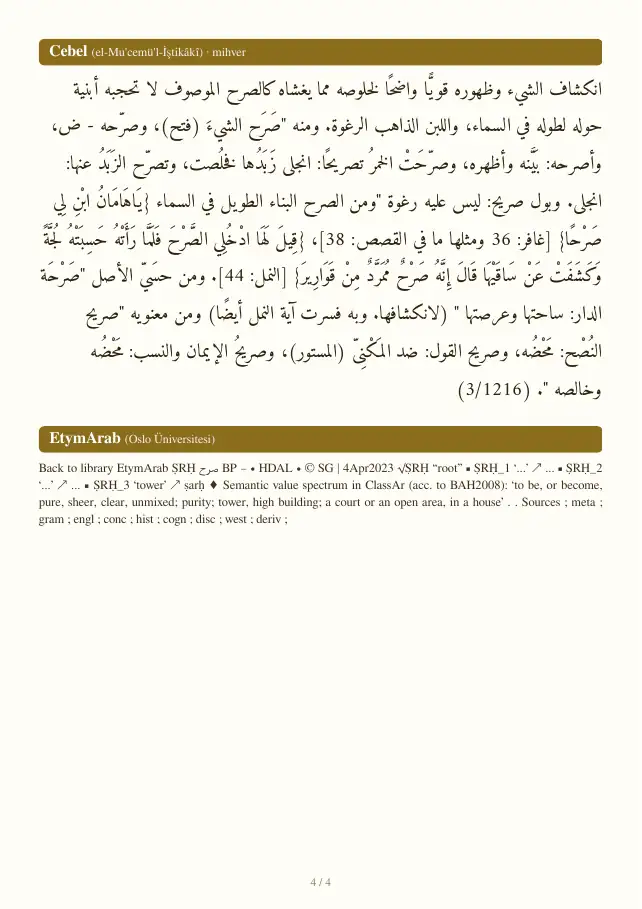 Cebel (el-Mu'cemü'l-İştikâkî) · mihver
انكشاف الشيء وظهوره قويًّا واضحًا لخلوصه مما يغشاه كالصرح الموصوف لا تحجبه أبنية
حوله لطوله في السماء، واللبن الذاهب الرغوة. ومنه "صَرَح الشيءَ (فتح)، وصرّحه - ض،
وأصرحه: بَيَّنه وأظهره، وصرّحَتْ الخمرُ تصريحًا: انجلى زَبَدُها فخلُصت، وتصرّح الزَبَدُ عنها:
انجلى. وبول صريح: ليس عليه رغوة "ومن الصرح البناء الطويل في السماء {يَاهَامَانُ ابْنِ لِي
صَرْحًا} [غافر: 36 ومثلها ما في القصص: 38]، {قِيلَ لَهَا ادْخُلِي الصَّرْحَ فَلَمَّا رَأَتْهُ حَسِبَتْهُ لُجَّةً
وَكَشَفَتْ عَنْ سَاقَيْهَا قَالَ إِنَّهُ صَرْحٌ مُمَرَّدٌ مِنْ قَوَارِيرَ} [النمل: 44]. ومن حسّيّ الأصل "صَرْحَة
الدار: ساحتها وعرصتها " (لانكشافها. وبه فسرت آية النمل أيضًا) ومن معنويه "صريح
النُصْح: مَحْضُه، وصريح القول: ضد المَكْنِىّ (المستور)، وصريحُ الإيمان والنسب: مَحْضُه
وخالصه ". (3/1216)
EtymArab (Oslo Üniversitesi)
Back to library EtymArab ṢRḤ صرح BP – • HDAL • © SG | 4Apr2023 √ṢRḤ “root” ▪ ṢRḤ_1 ‘...’ ↗ ... ▪ ṢRḤ_2
‘...’ ↗ ... ▪ ṢRḤ_3 ‘tower’ ↗ ṣarḥ ♦ Semantic value spectrum in ClassAr (acc. to BAH2008): ‘to be, or become,
pure, sheer, clear, unmixed; purity; tower, high building; a court or an open area, in a house’ . . Sources ; meta ;
gram ; engl ; conc ; hist ; cogn ; disc ; west ; deriv ;
4 / 4